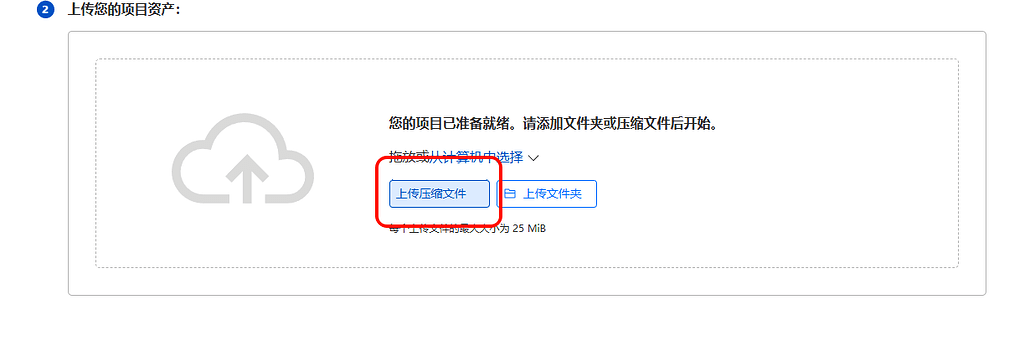 2 上传您的项目资产：
您的项目已准备就绪。请添加文件夹或压缩文件后开始。
拖放或从计算机中选择
上传压缩文件 上传文件夹
每个上传文件的最大大小为 25 MiB